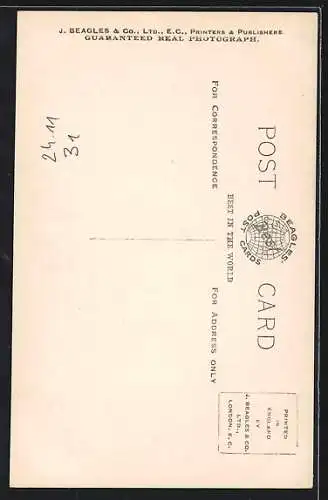 J. BEAGLES & CO., LTD., E.C., PRINTERS & PUBLISHERS.
GUARANTEED REAL PHOTOGRAPH.
24.11
31
POST CARD
BEAGLES'
POST CARDS
BEST IN THE WORLD
FOR CORRESPONDENCE
FOR ADDRESS ONLY
PRINTED
IN
ENGLAND
BY
J. BEAGLES & CO.
LTD.,
LONDON, E.C.